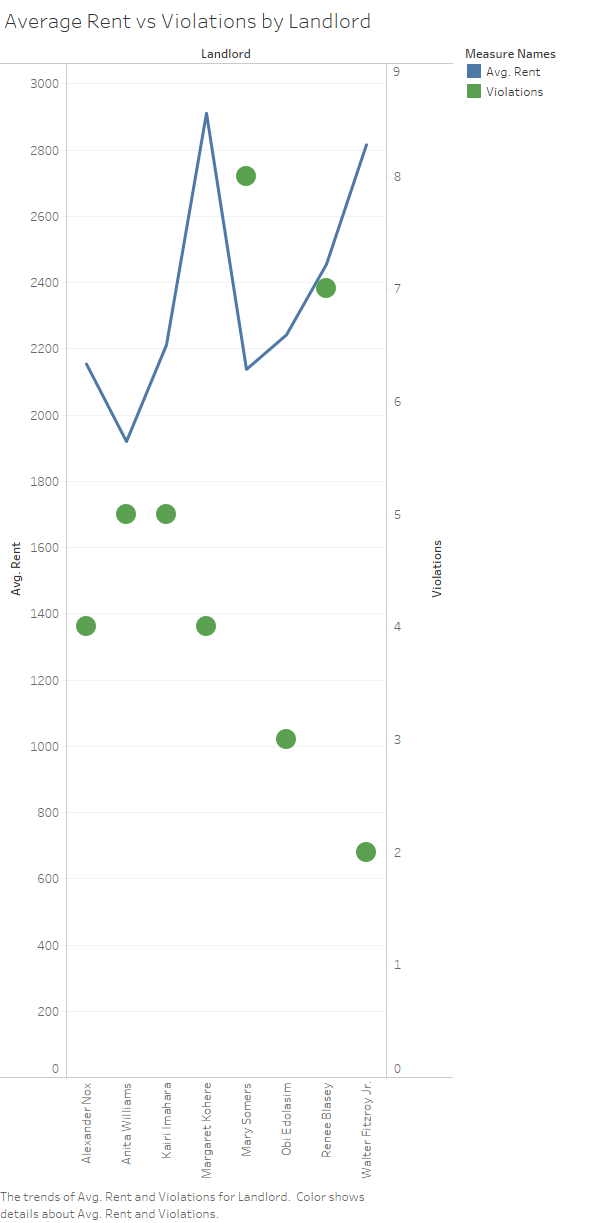 Average Rent vs Violations by Landlord
Landlord
Measure Names
Avg. Rent
Violations
3000
2800
2600
2400
2200
2000
1800
1600
1400
1200
1000
800
600
400
200
0
Avg. Rent
9
8
7
6
5
4
3
2
1
0
Violations
Alexander Nox
Anita Williams
Kairi Imahara
Margaret Kohere
Mary Somers
Obi Edolasim
Renee Blasey
Walter Fitzroy Jr.
The trends of Avg. Rent and Violations for Landlord.  Color shows
details about Avg. Rent and Violations.